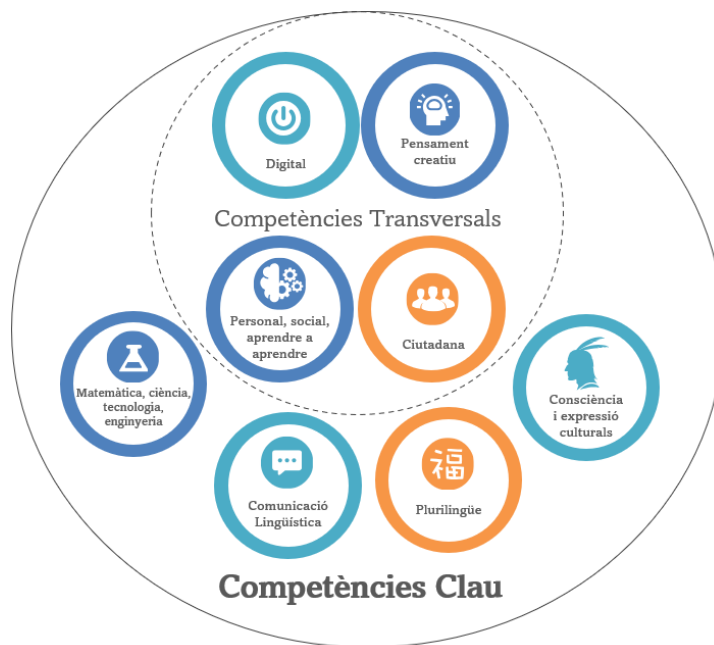 Digital
Pensament
creatiu
Competències Transversals
Personal, social,
aprendre a
aprendre
Ciutadana
Matemàtica, ciència,
tecnologia,
enginyeria
Consciència
i expressió
culturals
Comunicació
Lingüística
福
Plurilingüe
Competències Clau